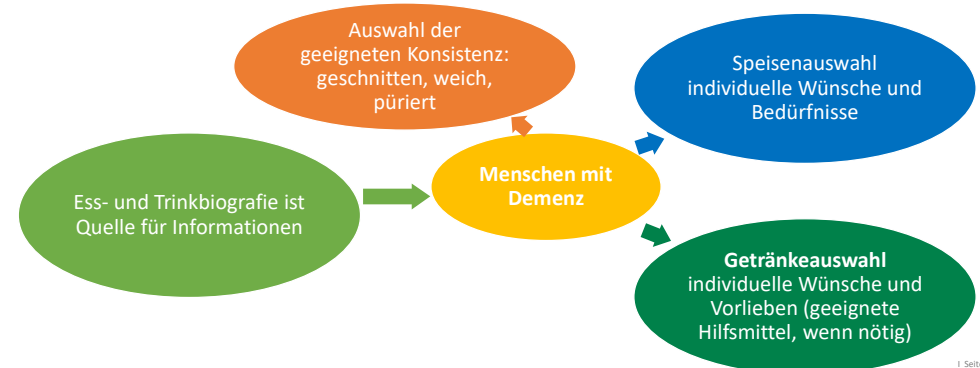 Auswahl der
geeigneten Konsistenz:
geschnitten, weich,
püriert
Speisenauswahl
individuelle Wünsche und
Bedürfnisse
Menschen mit
Demenz
Ess- und Trinkbiografie ist
Quelle für Informationen
Getränkeauswahl
individuelle Wünsche und
Vorlieben (geeignete
Hilfsmittel, wenn nötig)